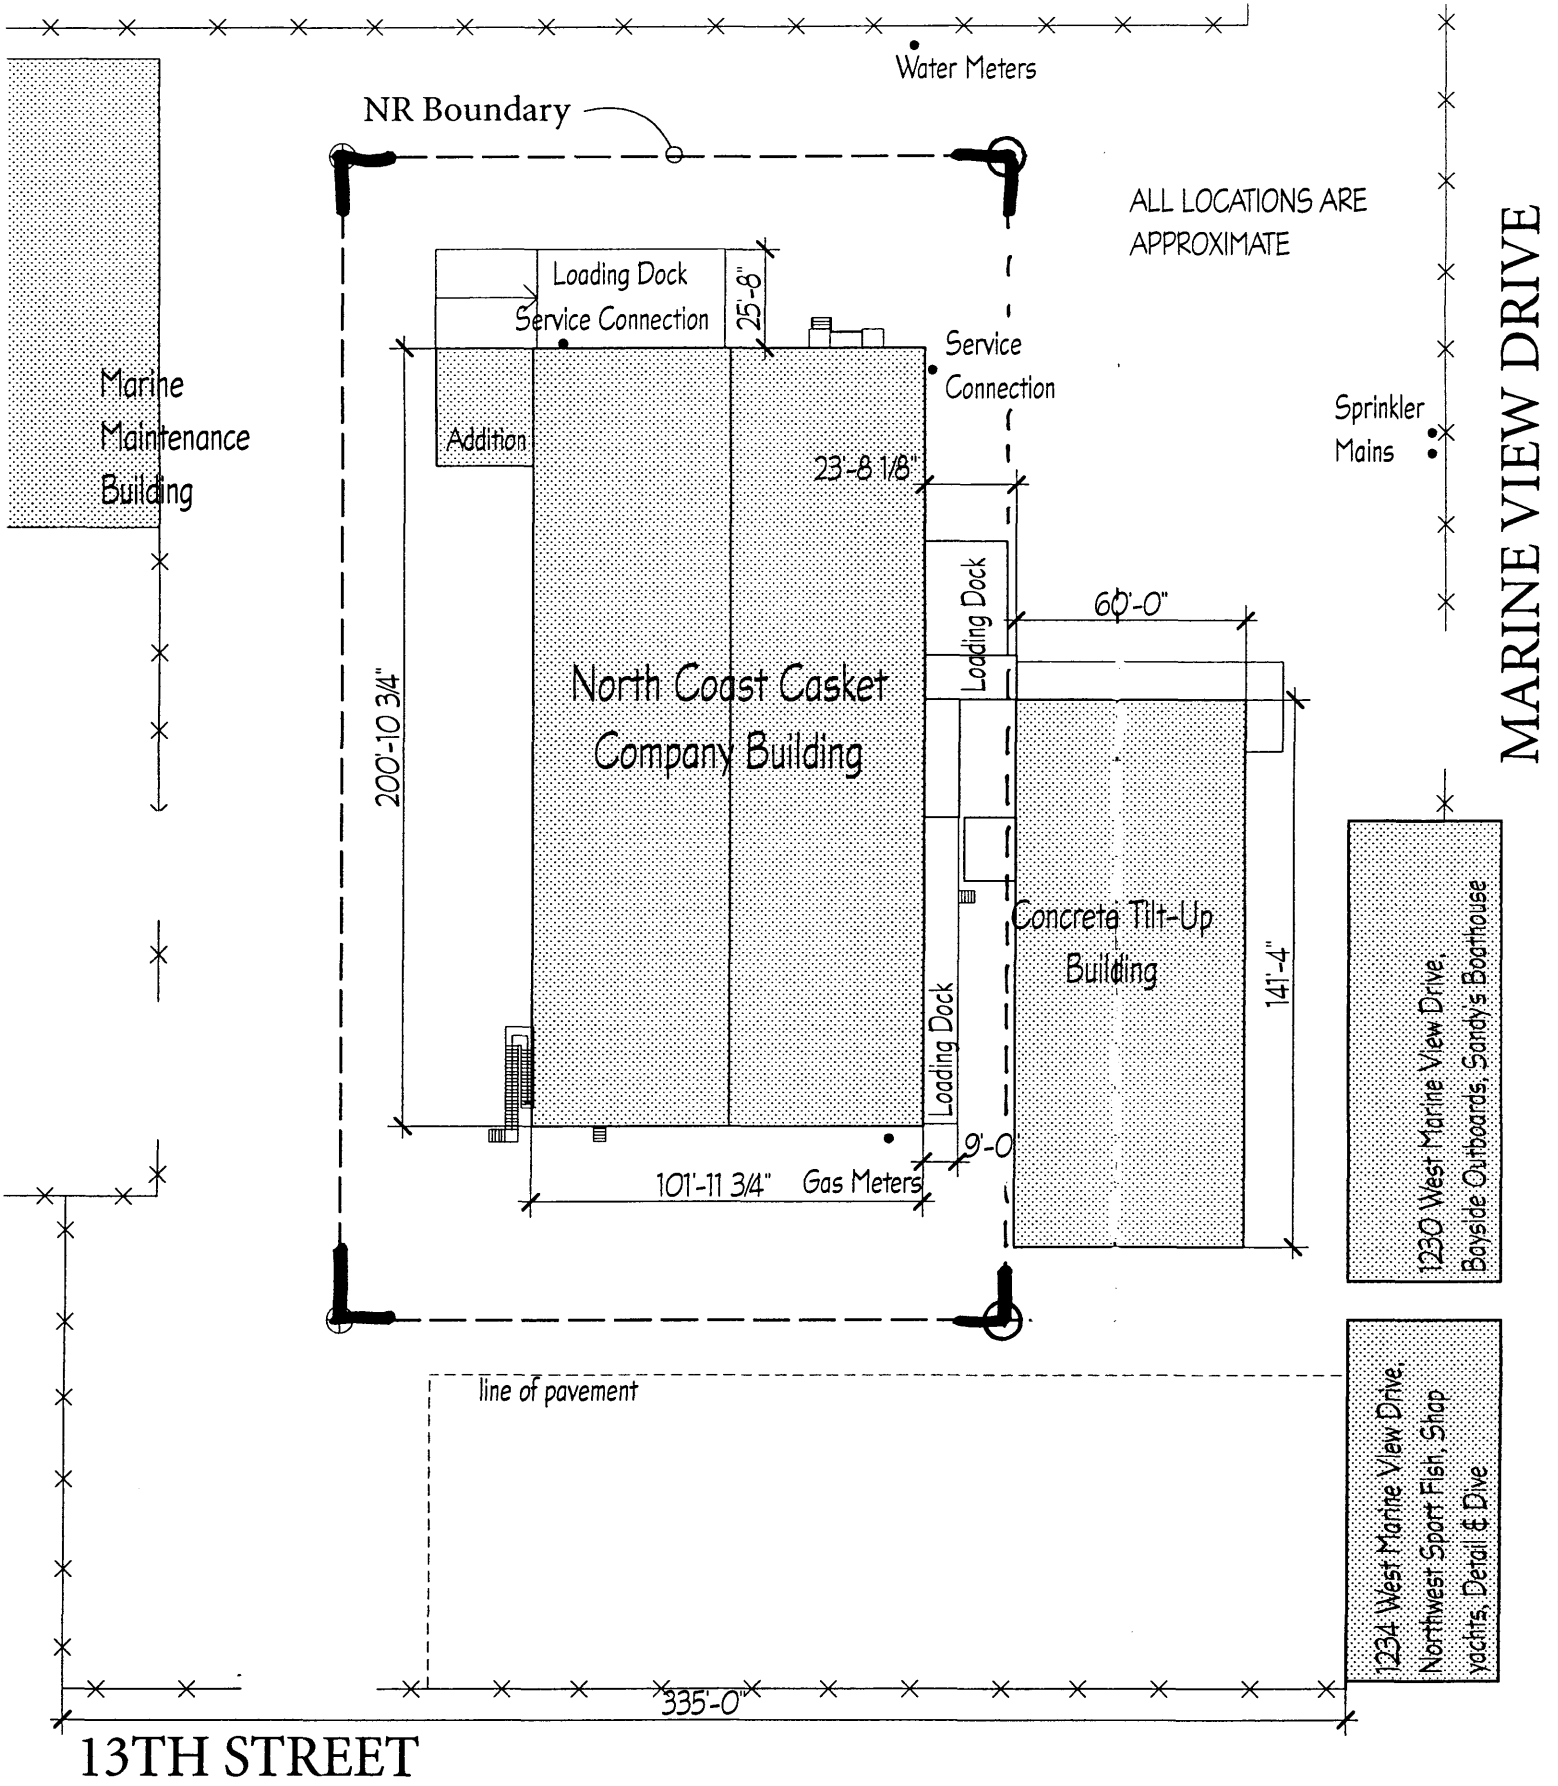 Water Meters
NR Boundary
ALL LOCATIONS ARE
APPROXIMATE
MARINE VIEW DRIVE
Loading Dock
25'-8"
Service Connection
Service
Connection
Marine
Maintenance
Building
Addition
Sprinkler
Mains
23'-8 1/8"
Loading Dock
60'-0"
200'-10 3/4"
North Coast Casket
Company Building
Concrete Tilt-Up
Building
141'-4"
1230 West Marine View Drive,
Bayside Outboards, Sandy's Boathouse
Loading Dock
9'-0
101'-11 3/4"
Gas Meters
line of pavement
1234 West Marine View Drive,
Northwest Sport Fish, Shap
yachts, Detail & Dive
335'-0"
13TH STREET